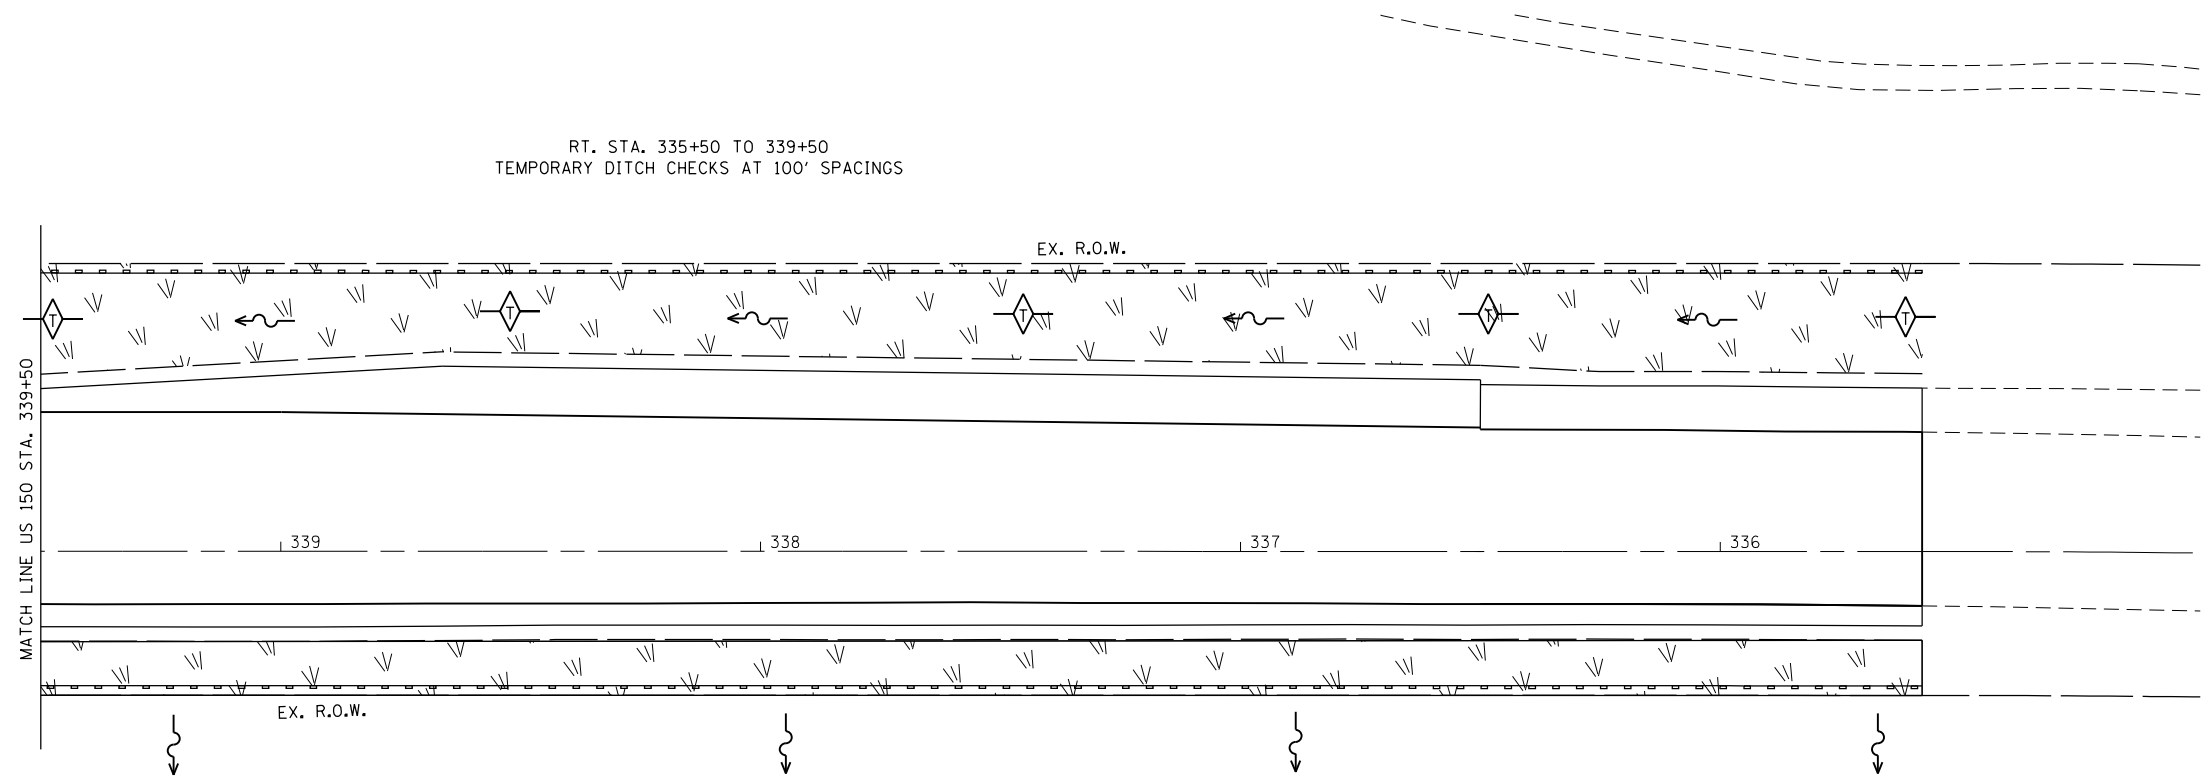 RT. STA. 335+50 TO 339+50
TEMPORARY DITCH CHECKS AT 100' SPACINGS
EX. R.O.W.
T
T
T
T
T
MATCH LINE US 150 STA. 339+50
339
338
337
336
EX. R.O.W.